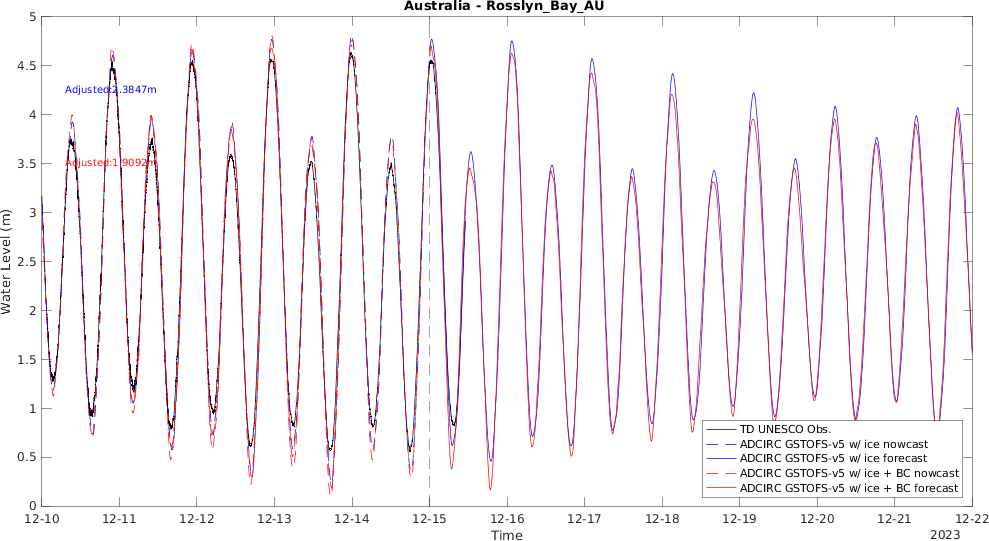 Australia - Rosslyn_Bay_AU
5
4.5
4
3.5
3
2.5
2
1.5
1
0.5
0
Water Level (m)
Adjusted:2.3847m
Adjusted:1.9092m
TD UNESCO Obs.
ADCIRC GSTOFS-v5 w/ ice nowcast
ADCIRC GSTOFS-v5 w/ ice forecast
ADCIRC GSTOFS-v5 w/ ice + BC nowcast
ADCIRC GSTOFS-v5 w/ ice + BC forecast
12-10 12-11 12-12 12-13 12-14 12-15 12-16 12-17 12-18 12-19 12-20 12-21 12-22
Time
2023